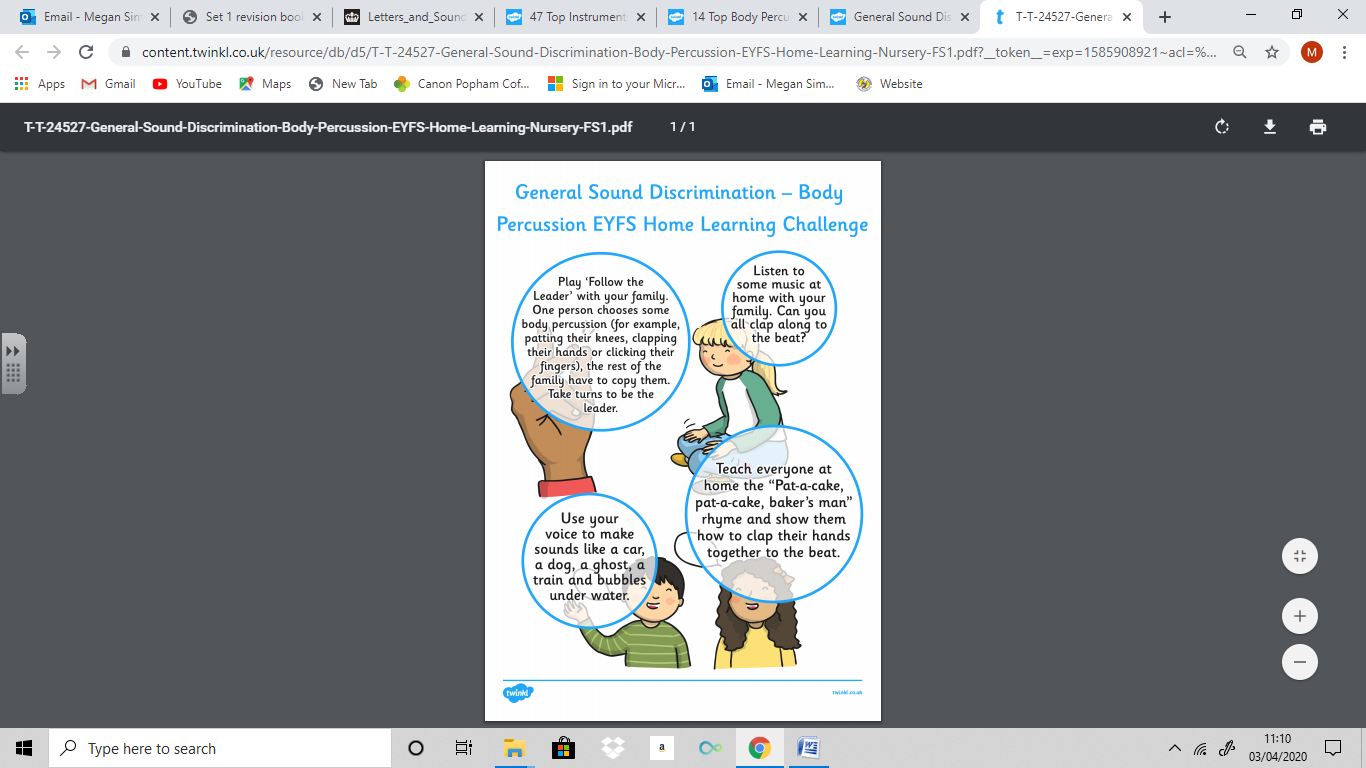 Email - Megan Sim
Set 1 revision boo
Letters_and_Sound
47 Top Instrument
14 Top Body Percu
General Sound Dis
T-T-24527-Genera
content.twinkl.co.uk/resource/db/d5/T-T-24527-General-Sound-Discrimination-Body-Percussion-EYFS-Home-Learning-Nursery-FS1.pdf?__token__=exp=1585908921~acl=%...
M
Apps
Gmail
YouTube
Maps
New Tab
Canon Popham Cof...
Sign in to your Micr...
Email - Megan Sim...
Website
T-T-24527-General-Sound-Discrimination-Body-Percussion-EYFS-Home-Learning-Nursery-FS1.pdf
1 / 1
General Sound Discrimination – Body
Percussion EYFS Home Learning Challenge
Play ‘Follow the
Leader’ with your family.
One person chooses some
body percussion (for example,
patting their knees, clapping
their hands or clicking their
fingers), the rest of the
family have to copy them.
Take turns to be the
leader.
Listen to
some music at
home with your
family. Can you
all clap along to
the beat?
Teach everyone at
home the “Pat-a-cake,
pat-a-cake, baker’s man”
rhyme and show them
how to clap their hands
together to the beat.
Use your
voice to make
sounds like a car,
a dog, a ghost, a
train and bubbles
under water.
twinkl
twinkl.co.uk
Type here to search
a
11:10
03/04/2020